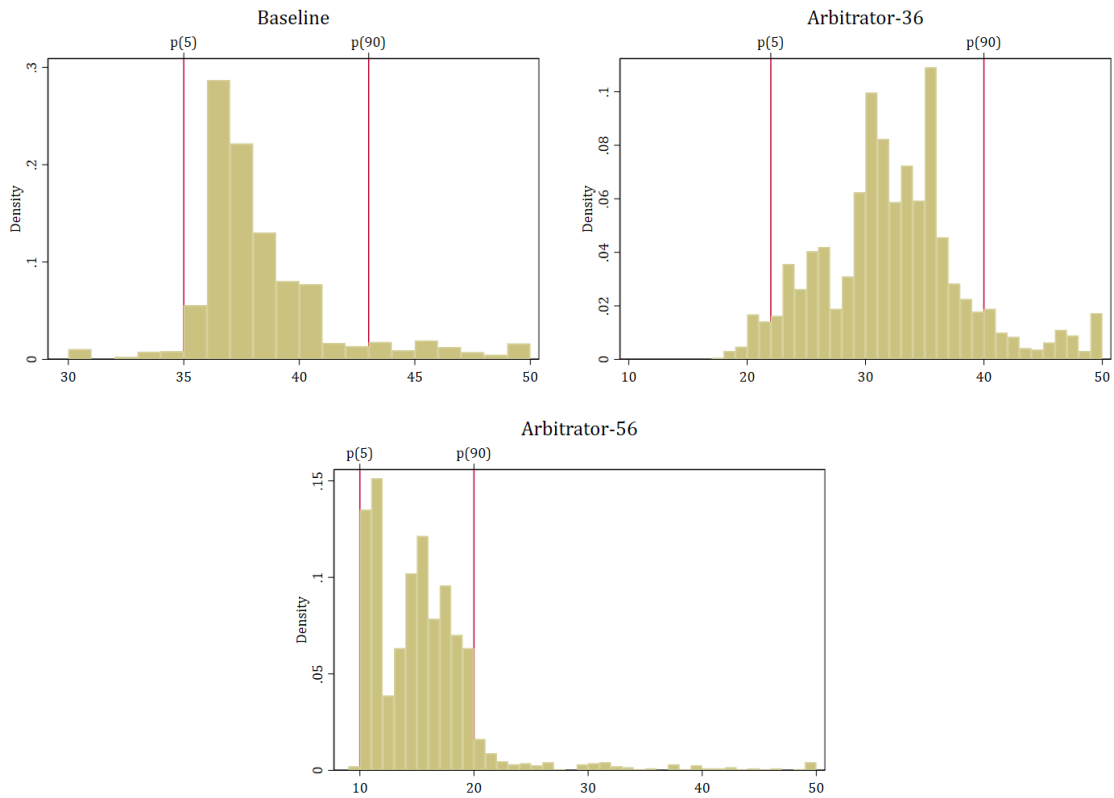 Baseline
p(5) p(90)
.3
.2
.1
0
Density
30 35 40 45 50
Arbitrator-36
p(5) p(90)
.1
.08
.06
.04
.02
0
Density
10 20 30 40 50
Arbitrator-56
p(5) p(90)
.15
.1
.05
0
Density
10 20 30 40 50